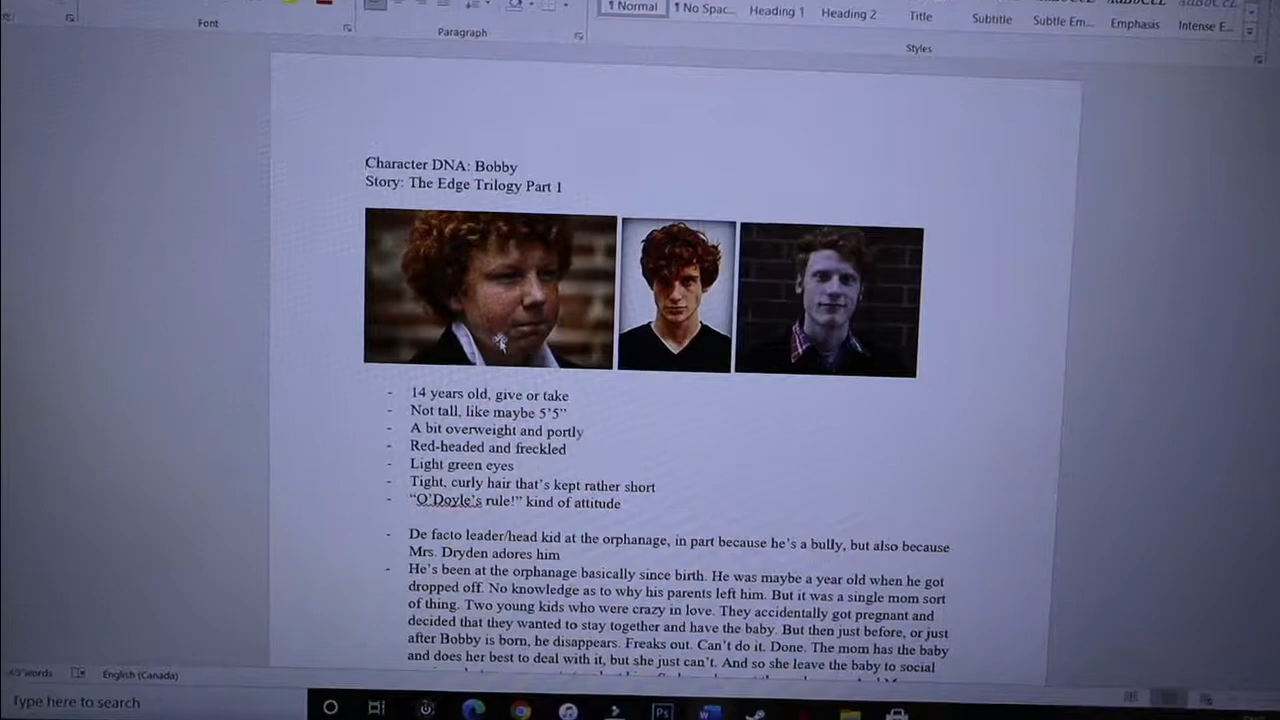 Font
Paragraph
¶ Normal
¶ No Spac...
Heading 1
Heading 2
Title
Subtitle
Subtle Em...
Emphasis
Intense E...
Styles
Character DNA: Bobby
Story: The Edge Trilogy Part 1
- 14 years old, give or take
- Not tall, like maybe 5’5”
- A bit overweight and portly
- Red-headed and freckled
- Light green eyes
- Tight, curly hair that’s kept rather short
- “O’Doyle’s rule!” kind of attitude
- De facto leader/head kid at the orphanage, in part because he’s a bully, but also because
Mrs. Dryden adores him
- He’s been at the orphanage basically since birth. He was maybe a year old when he got
dropped off. No knowledge as to why his parents left him. But it was a single mom sort
of thing. Two young kids who were crazy in love. They accidentally got pregnant and
decided that they wanted to stay together and have the baby. But then just before, or just
after Bobby is born, he disappears. Freaks out. Can’t do it. Done. The mom has the baby
and does her best to deal with it, but she just can’t. And so she leave the baby to social
words
English (Canada)
Type here to search
Ps